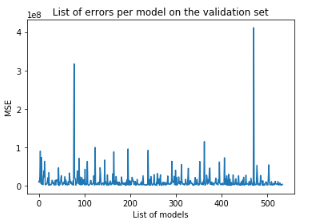 List of errors per model on the validation set
1e8
4
3
2
1
0
MSE
0 100 200 300 400 500
List of models